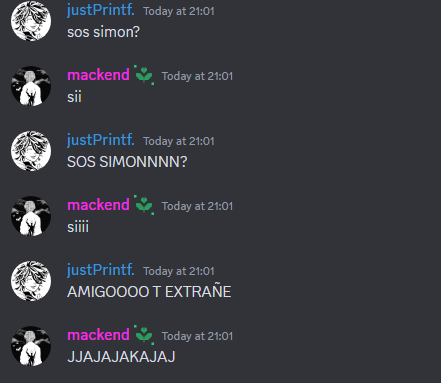 justPrintf. Today at 21:01
sos simon?
mackend Today at 21:01
sii
justPrintf. Today at 21:01
SOS SIMONNNN?
mackend Today at 21:01
siiii
justPrintf. Today at 21:01
AMIGOOOO T EXTRAÑE
mackend Today at 21:01
JJAJAJAKAJAJ